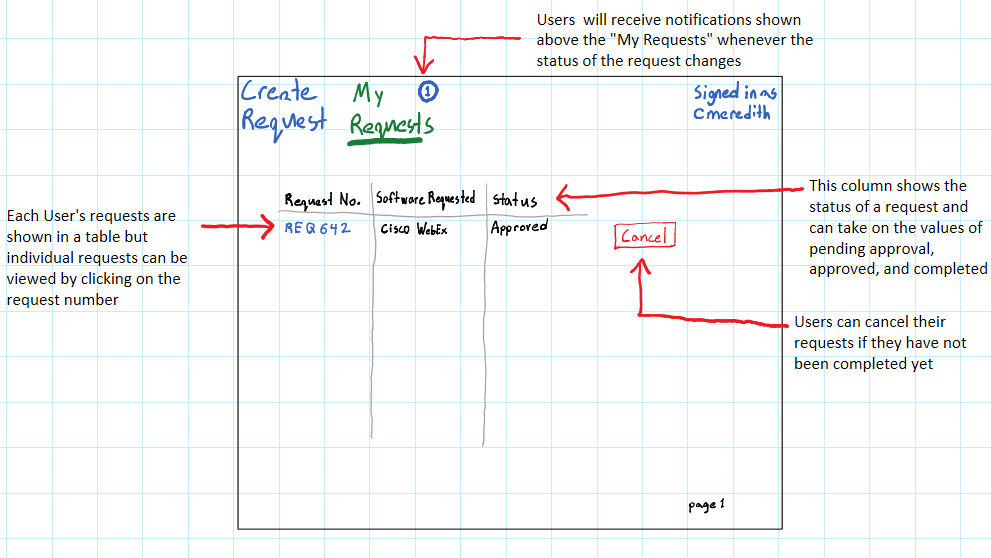 Users will receive notifications shown
above the "My Requests" whenever the
status of the request changes
Create
Request
My
Requests
1
Signed in as
Cmeredith
Request No. Software Requested Status
REQ642 Cisco WebEx Approved
Cancel
Each User's requests are
shown in a table but
individual requests can be
viewed by clicking on the
request number
This column shows the
status of a request and
can take on the values of
pending approval,
approved, and completed
Users can cancel their
requests if they have not
been completed yet
page 1